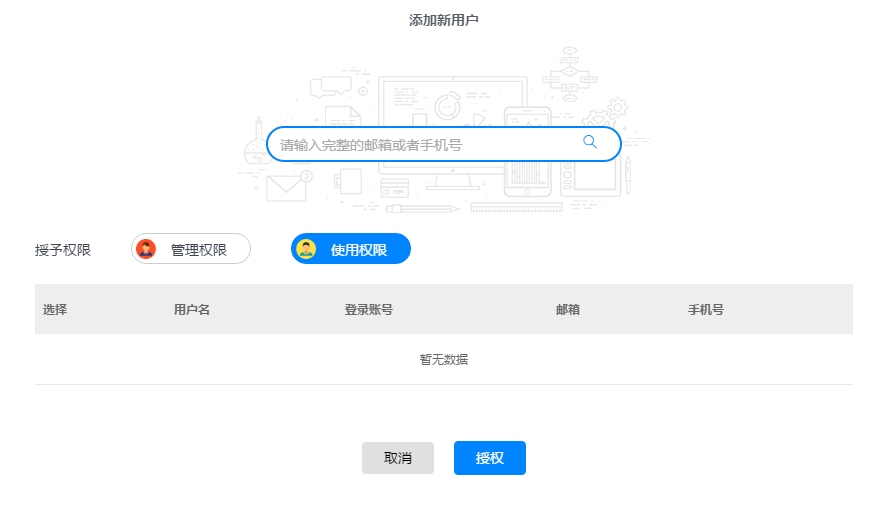 添加新用户
请输入完整的邮箱或者手机号
3
授予权限 管理权限 使用权限
选择 用户名 登录账号 邮箱 手机号
暂无数据
取消 授权